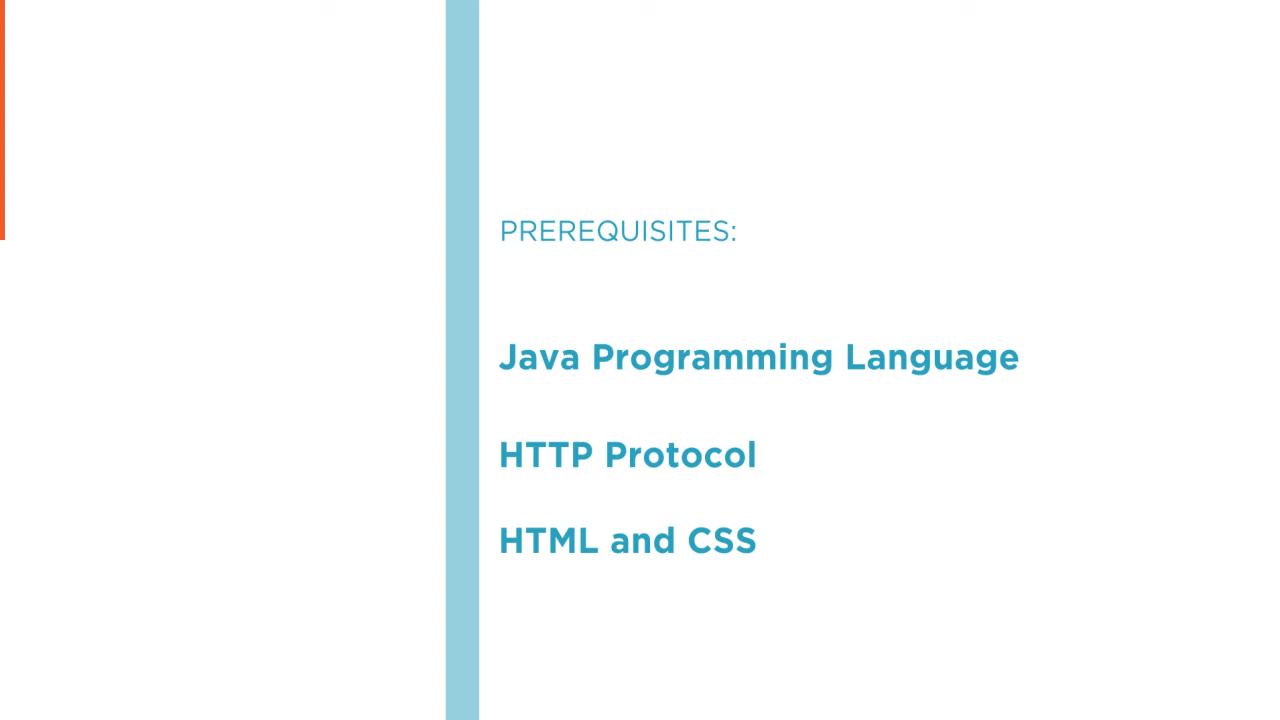 PREREQUISITES:
Java Programming Language
HTTP Protocol
HTML and CSS